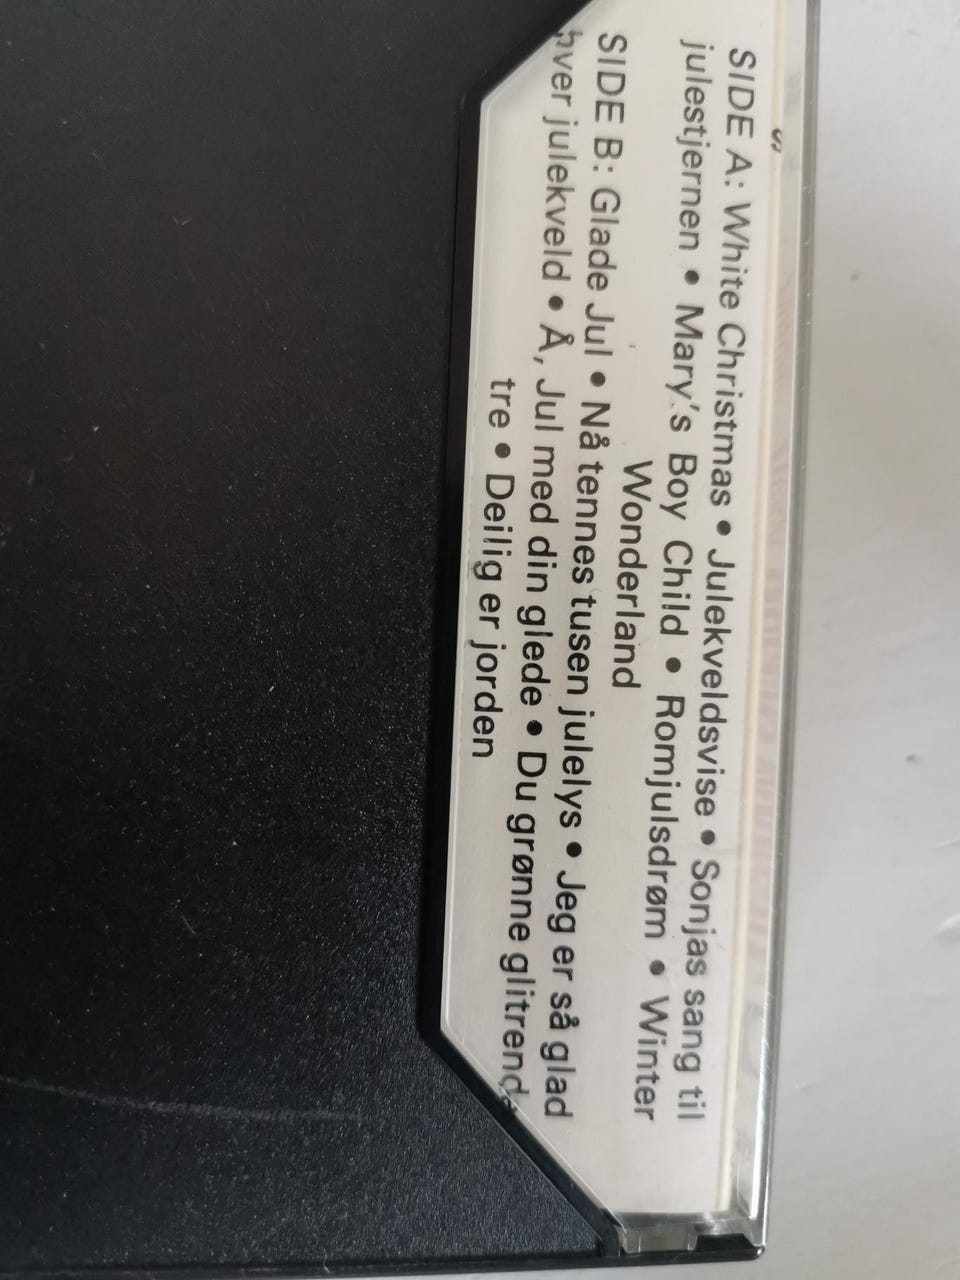 SIDE A: White Christmas • Julekveldsvise • Sonjas sang til
julestjernen • Mary's Boy Child • Romjulsdrøm • Winter
Wonderland
SIDE B: Glade Jul • Nå tennes tusen julelys • Jeg er så glad
hver julekveld • Å, Jul med din glede • Du grønne glitrende
tre • Deilig er jorden